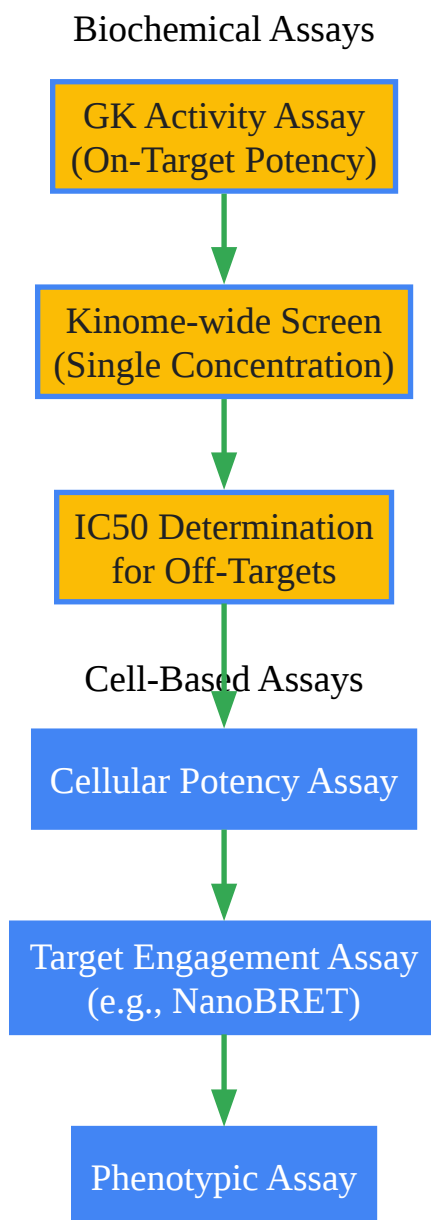 Biochemical Assays
GK Activity Assay
(On-Target Potency)
Kinome-wide Screen
(Single Concentration)
IC50 Determination
for Off-Targets
Cell-Based Assays
Cellular Potency Assay
Target Engagement Assay
(e.g., NanoBRET)
Phenotypic Assay